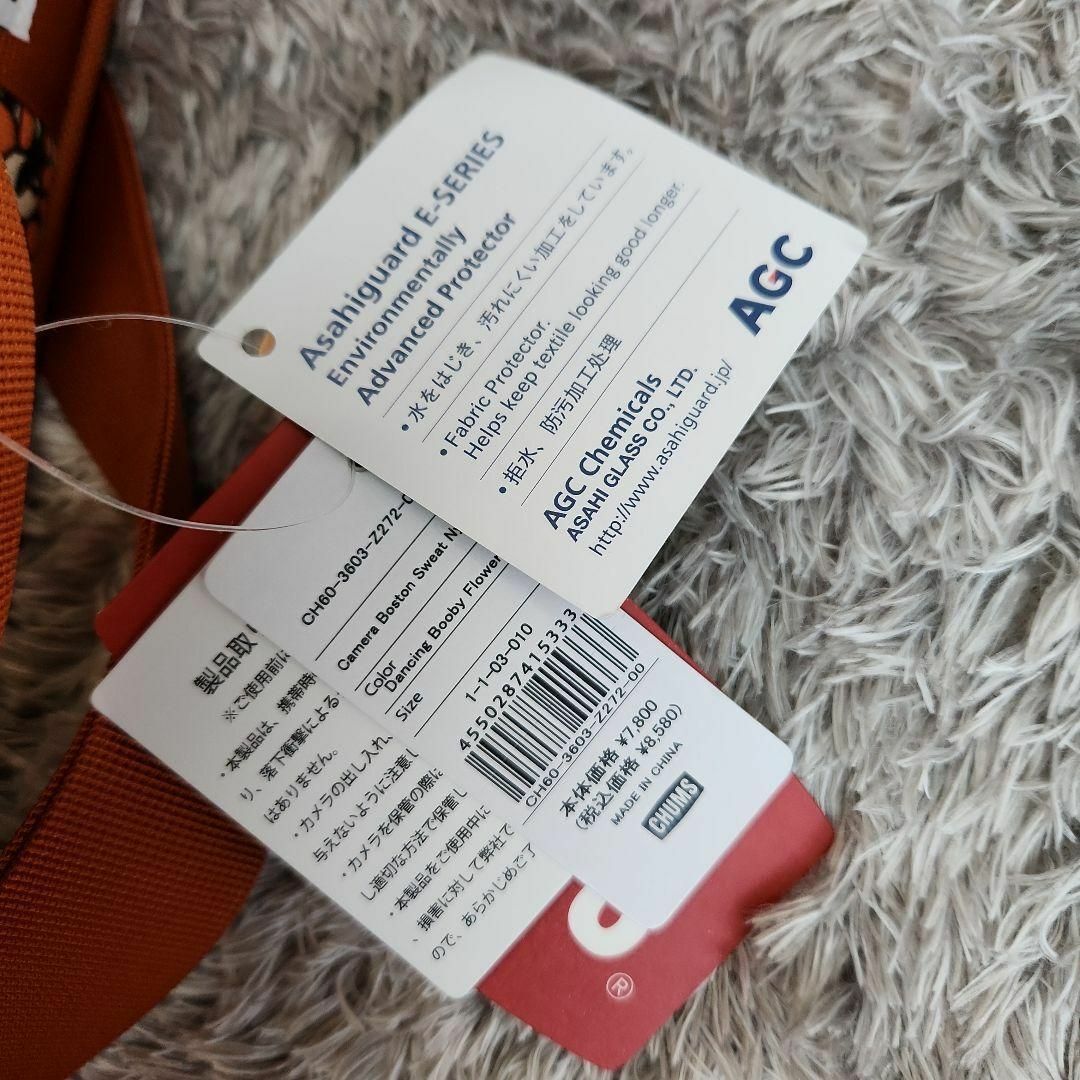 Asahiguard E-SERIES
Environmentally
Advanced Protector
・水をはじき、汚れにくい加工をしています。
・Fabric Protector.
Helps keep textile looking good longer.
・拒水、防污加工处理
AGC Chemicals
ASAHI GLASS CO., LTD.
http://www.asahiguard.jp/
AGC
CH60-3603-Z272-
Camera Boston Sweat
Color
Dancing Booby Flower
Size
1-1-03-010
4550287415333
CH60-3603-Z272-00
本体価格 ¥7,800
(税込価格 ¥8,580)
MADE IN CHINA
CHUMS
製品取
※ご使用前に
・本製品は、携帯時
り、落下衝撃による
はありません。
・カメラの出し入れ、
与えないように注意し
・カメラを保管の際に
し適切な方法で保管し
・本製品をご使用中に
、損害に対して弊社で
ので、あらかじめご了
®